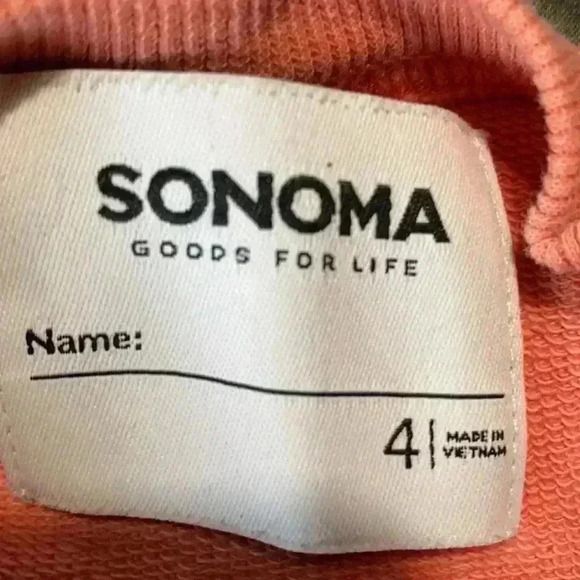 SONOMA
GOODS FOR LIFE
Name:
4 | MADE IN
VIETNAM